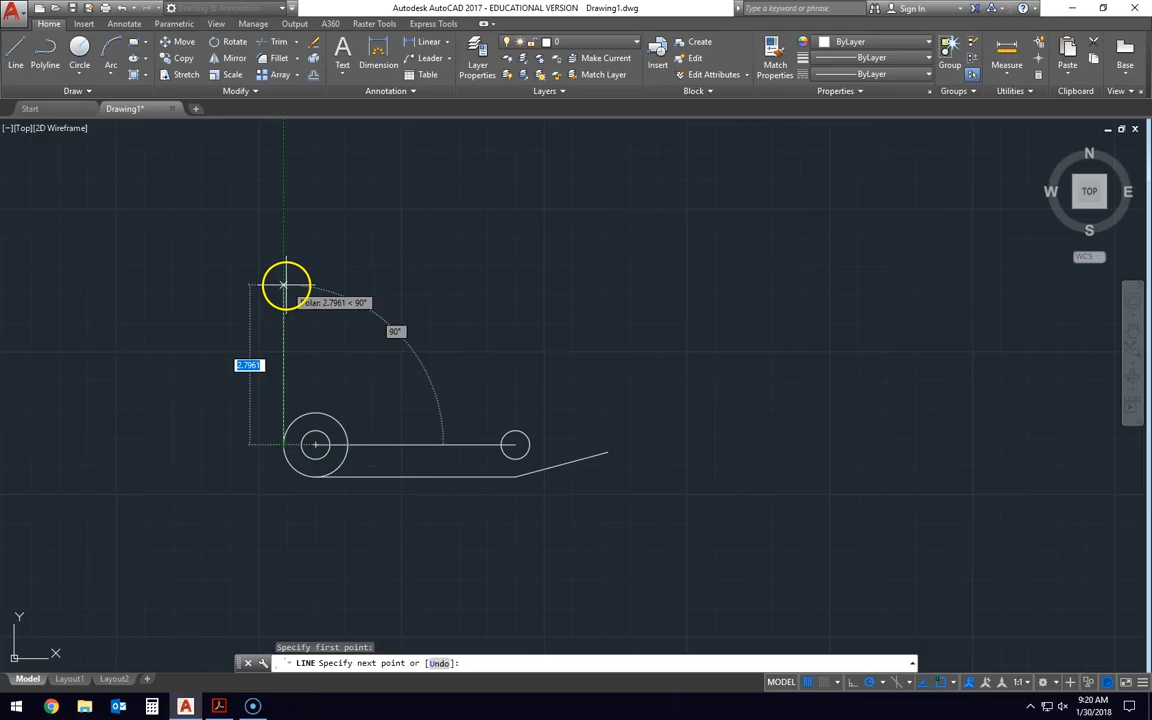 Autodesk AutoCAD 2017 - EDUCATIONAL VERSION Drawing1.dwg
Drafting & Annotation
Type a keyword or phrase
Sign In
Home Insert Annotate Parametric View Manage Output A360 Raster Tools Express Tools
Line Polyline Circle Arc
Move Rotate Trim
Copy Mirror Fillet
Stretch Scale Array
Text Dimension
Linear
Leader
Table
Layer Properties
0
Make Current
Match Layer
Insert
Create
Edit
Edit Attributes
Match Properties
ByLayer
ByLayer
ByLayer
Group Measure Paste Base
Draw Modify Annotation Layers Block Properties Groups Utilities Clipboard View
Start Drawing1*
[−][Top][2D Wireframe]
N
W TOP E
S
WCS
Polar: 2.7961 < 90°
90°
2.7961
Y
X
Specify first point:
LINE Specify next point or [Undo]:
Model Layout1 Layout2
MODEL
1:1
9:20 AM
1/30/2018